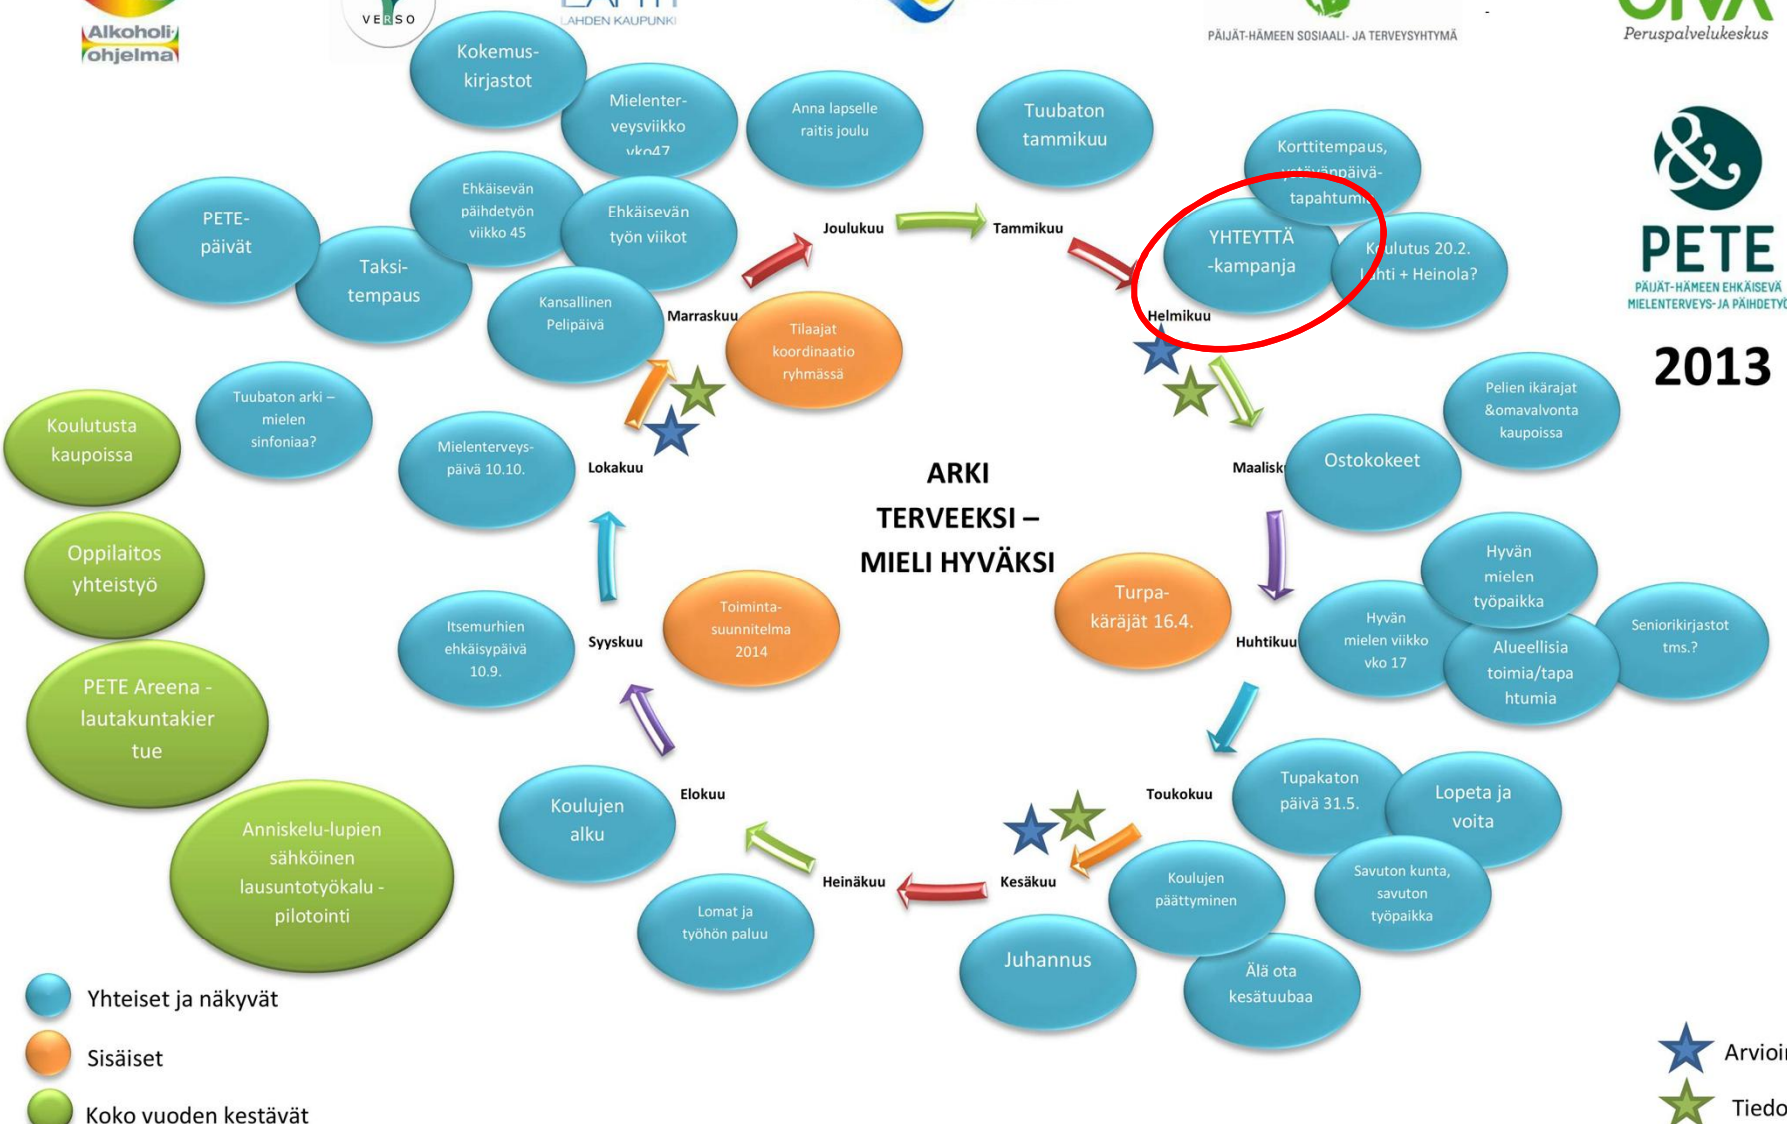 Alkoholi
ohjelma
VERSO
LAHDEN KAUPUNKI
PÄIJÄT-HÄMEEN SOSIAALI- JA TERVEYSYHTYMÄ
Peruspalvelukeskus
PETE
PÄIJÄT-HÄMEEN EHKÄISEVÄ
MIELENTERVEYS- JA PÄIHDETYÖ
2013
Kokemus-
kirjastot
Mielenter-
veysviikko
vko47
Anna lapselle
raitis joulu
Tuubaton
tammikuu
Korttitempaus,
ystävänpäivä-
tapahtumi
YHTEYTTÄ
-kampanja
Koulutus 20.2.
Lahti + Heinola?
PETE-
päivät
Taksi-
tempaus
Ehkäisevän
päihdetyön
viikko 45
Ehkäisevän
työn viikot
Kansallinen
Pelipäivä
Joulukuu
Tammikuu
Helmikuu
Marraskuu
Tilaajat
koordinaatio
ryhmässä
Pelien ikärajat
&omavalvonta
kaupoissa
Ostokokeet
Maalisk
Koulutusta
kaupoissa
Tuubaton arki –
mielen
sinfoniaa?
Mielenterveys-
päivä 10.10.
Lokakuu
ARKI
TERVEEKSI –
MIELI HYVÄKSI
Oppilaitos
yhteistyö
Hyvän
mielen
työpaikka
Turpa-
käräjät 16.4.
Huhtikuu
Hyvän
mielen viikko
vko 17
Alueellisia
toimia/tapa
htumia
Seniorikirjastot
tms.?
Itsemurhien
ehkäisypäivä
10.9.
Syyskuu
Toiminta-
suunnitelma
2014
PETE Areena -
lautakuntakier
tue
Anniskelu-lupien
sähköinen
lausuntotyökalu -
pilotointi
Koulujen
alku
Elokuu
Toukokuu
Tupakaton
päivä 31.5.
Lopeta ja
voita
Savuton kunta,
savuton
työpaikka
Lomat ja
työhön paluu
Heinäkuu
Kesäkuu
Koulujen
päättyminen
Juhannus
Älä ota
kesätuubaa
Yhteiset ja näkyvät
Sisäiset
Koko vuoden kestävät
Arvioin
Tiedo